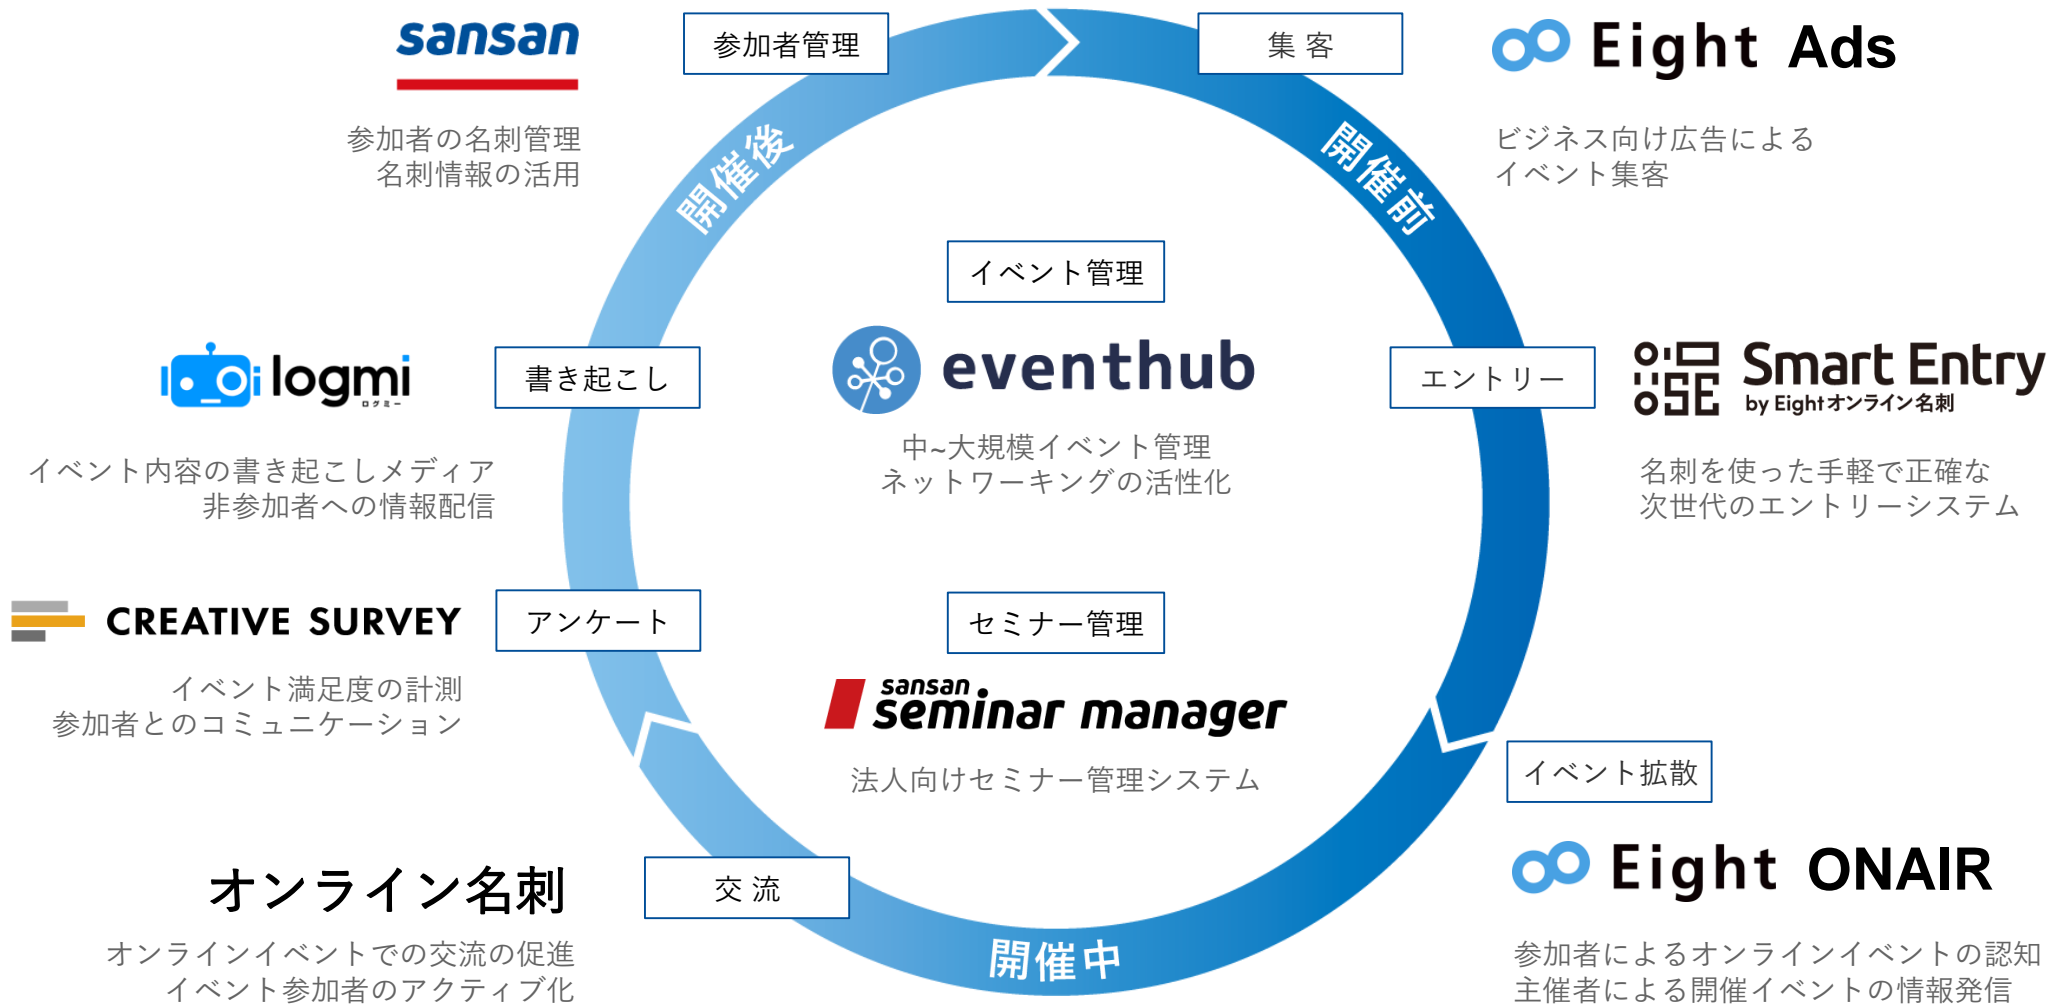 sansan
参加者管理
参加者の名刺管理
名刺情報の活用
集 客
Eight Ads
ビジネス向け広告による
イベント集客
開催後
開催前
イベント管理
eventhub
中~大規模イベント管理
ネットワーキングの活性化
logmi
ログミー
書き起こし
イベント内容の書き起こしメディア
非参加者への情報配信
エントリー
Smart Entry
by Eight オンライン名刺
名刺を使った手軽で正確な
次世代のエントリーシステム
CREATIVE SURVEY
アンケート
イベント満足度の計測
参加者とのコミュニケーション
セミナー管理
sansan
seminar manager
法人向けセミナー管理システム
イベント拡散
Eight ONAIR
参加者によるオンラインイベントの認知
主催者による開催イベントの情報発信
オンライン名刺
交 流
オンラインイベントでの交流の促進
イベント参加者のアクティブ化
開催中